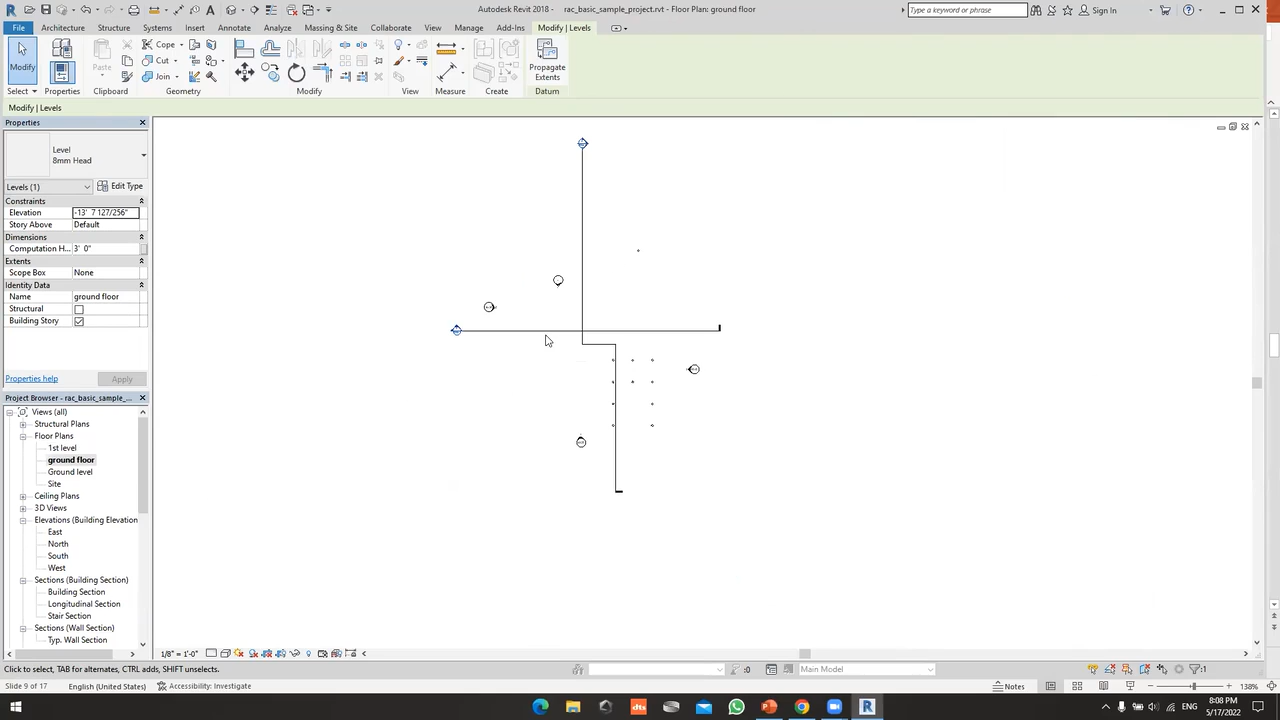 Autodesk Revit 2018 - rac_basic_sample_project.rvt - Floor Plan: ground floor
Type a keyword or phrase
Sign In
File Architecture Structure Systems Insert Annotate Analyze Massing & Site Collaborate View Manage Add-Ins Modify | Levels
Modify
Paste
Cope
Cut
Join
Propagate
Extents
Select Properties Clipboard Geometry Modify View Measure Create Datum
Modify | Levels
Properties
Level
8mm Head
Levels (1)
Edit Type
Constraints
Elevation -13' 7 127/256"
Story Above Default
Dimensions
Computation H... 3' 0"
Extents
Scope Box None
Identity Data
Name ground floor
Structural
Building Story
Properties help
Apply
Project Browser - rac_basic_sample_...
Views (all)
Structural Plans
Floor Plans
1st level
ground floor
Ground level
Site
Ceiling Plans
3D Views
Elevations (Building Elevation
East
North
South
West
Sections (Building Section)
Building Section
Longitudinal Section
Stair Section
Sections (Wall Section)
Typ. Wall Section
1/8" = 1'-0"
Click to select, TAB for alternates, CTRL adds, SHIFT unselects.
:0
Main Model
:1
Slide 9 of 17
English (United States)
Accessibility: Investigate
Notes
138%
dts
ENG
8:08 PM
5/17/2022